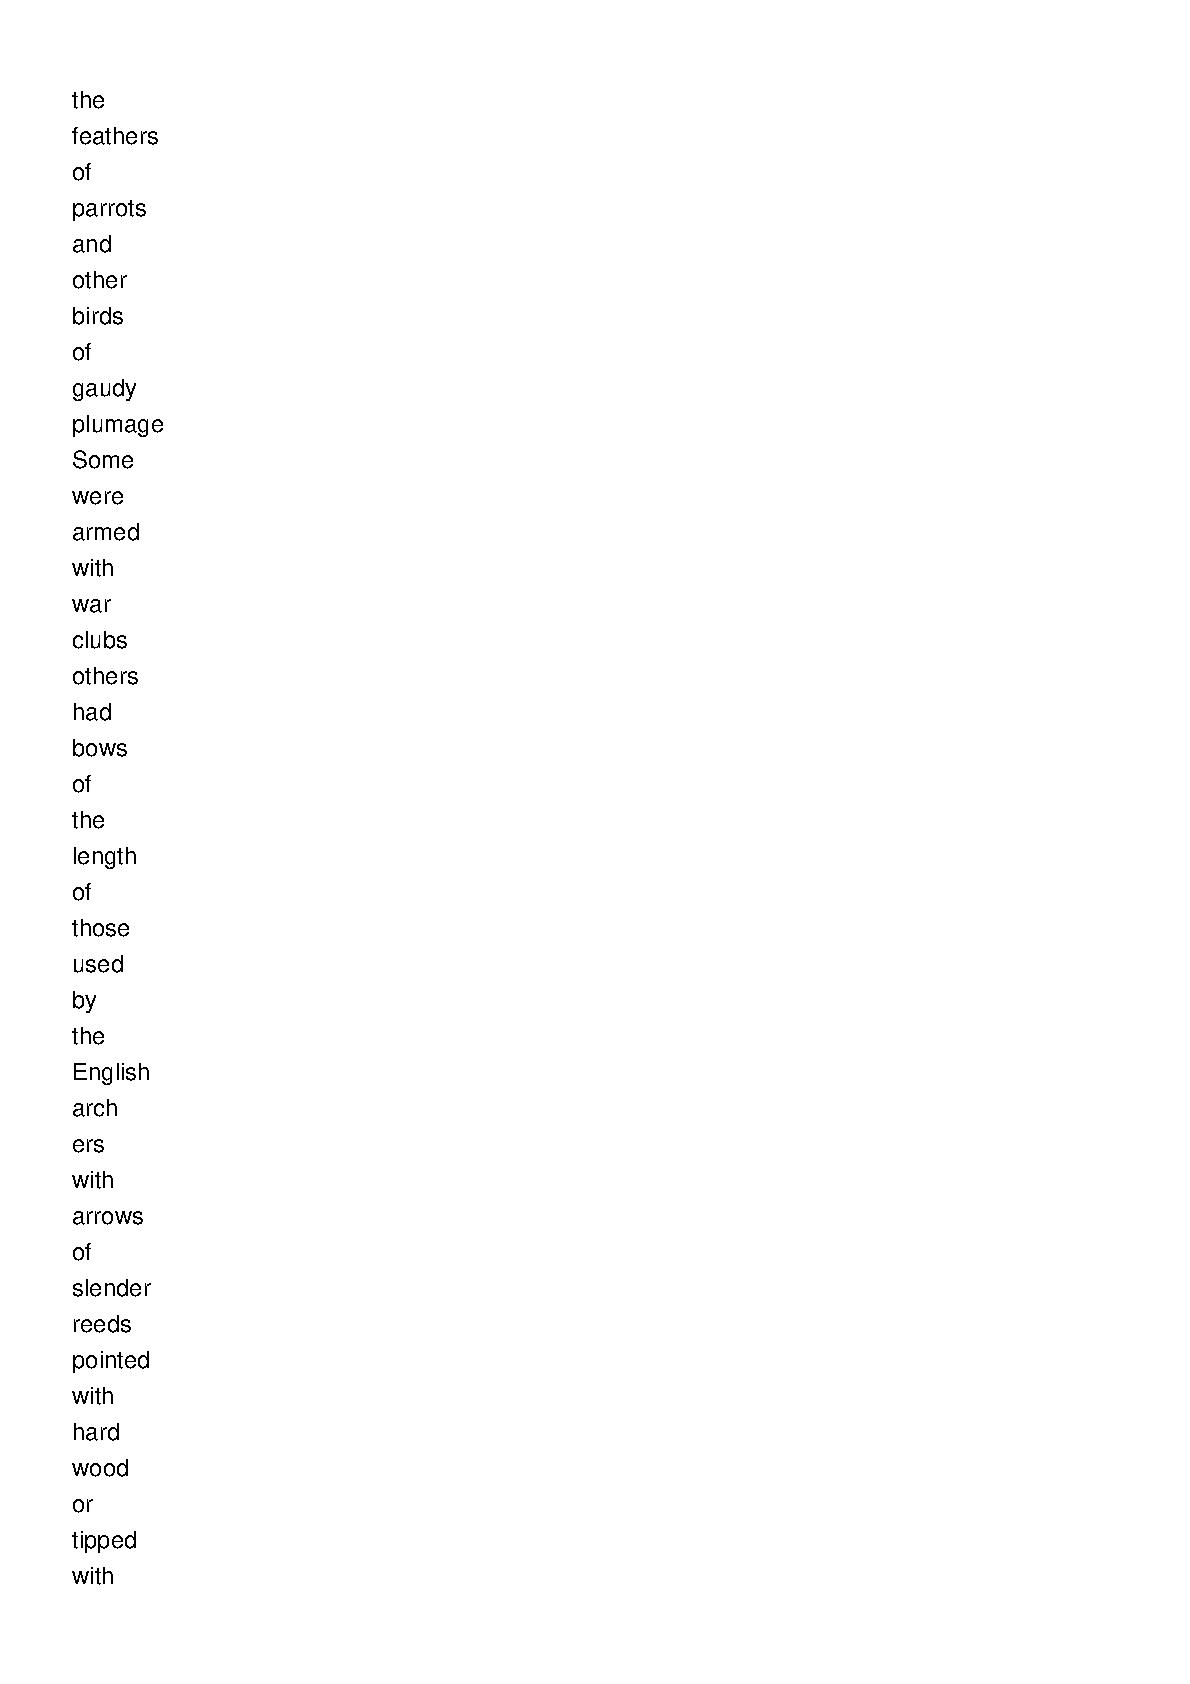 the
feathers
of
parrots
and
other
birds
of
gaudy
plumage
Some
were
armed
with
war
clubs
others
had
bows
of
the
length
of
those
used
by
the
English
arch
ers
with
arrows
of
slender
reeds
pointed
with
hard
wood
or
tipped
with